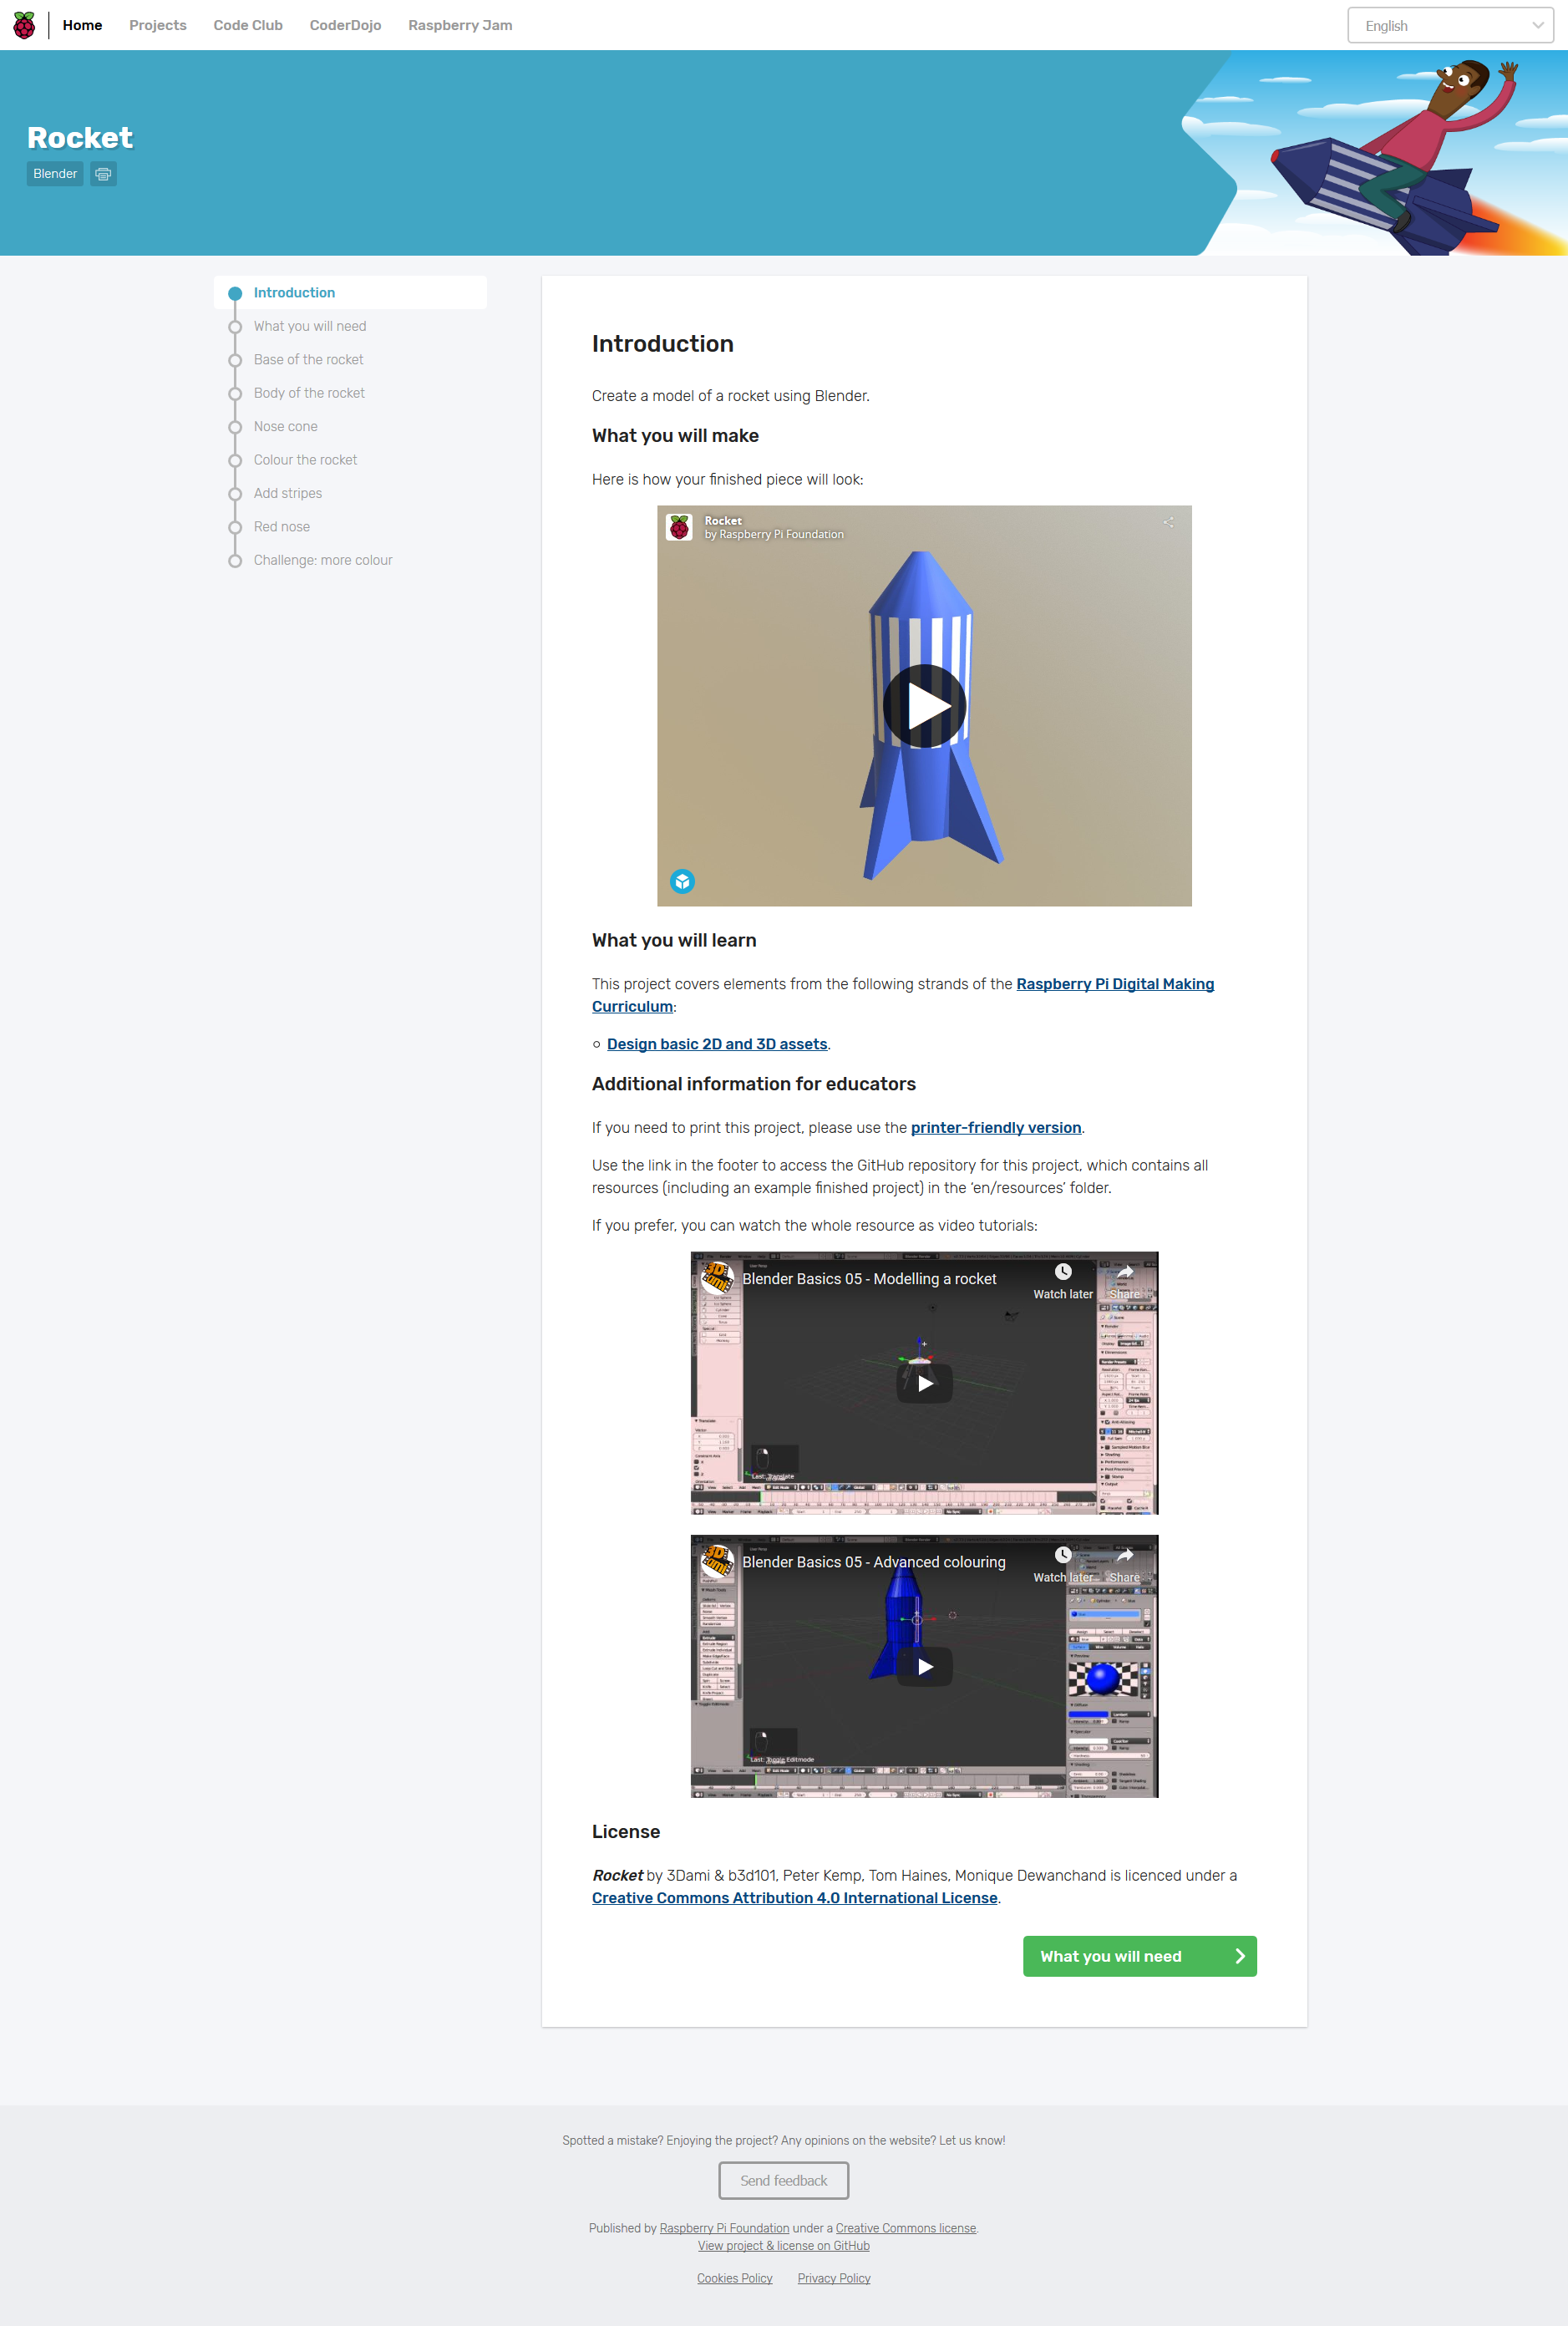 Home Projects Code Club CoderDojo Raspberry Jam English
Rocket
Blender
Introduction
What you will need
Base of the rocket
Body of the rocket
Nose cone
Colour the rocket
Add stripes
Red nose
Challenge: more colour
Introduction
Create a model of a rocket using Blender.
What you will make
Here is how your finished piece will look:
Rocket
by Raspberry Pi Foundation
What you will learn
This project covers elements from the following strands of the Raspberry Pi Digital Making
Curriculum:
Design basic 2D and 3D assets.
Additional information for educators
If you need to print this project, please use the printer-friendly version.
Use the link in the footer to access the GitHub repository for this project, which contains all
resources (including an example finished project) in the ‘en/resources’ folder.
If you prefer, you can watch the whole resource as video tutorials:
Blender Basics 05 - Modelling a rocket
Watch later Share
Last: Translate
Blender Basics 05 - Advanced colouring
Watch later Share
Last: Toggle Editmode
License
Rocket by 3Dami & b3d101, Peter Kemp, Tom Haines, Monique Dewanchand is licenced under a
Creative Commons Attribution 4.0 International License.
What you will need
Spotted a mistake? Enjoying the project? Any opinions on the website? Let us know!
Send feedback
Published by Raspberry Pi Foundation under a Creative Commons license.
View project & license on GitHub
Cookies Policy Privacy Policy